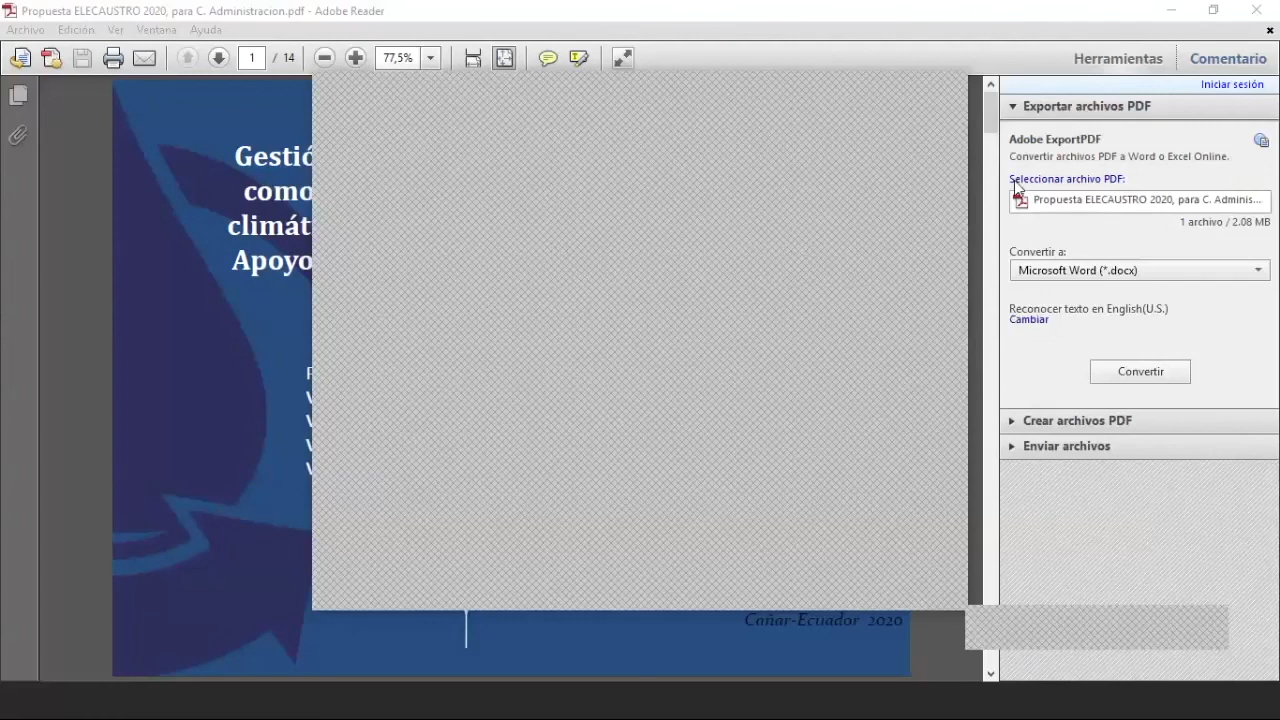 Propuesta ELECAUSTRO 2020, para C. Administracion.pdf - Adobe Reader
Archivo Edición Ver Ventana Ayuda
1 / 14 77,5% Herramientas Comentario
Iniciar sesión
Exportar archivos PDF
Adobe ExportPDF
Convertir archivos PDF a Word o Excel Online.
Seleccionar archivo PDF:
Propuesta ELECAUSTRO 2020, para C. Adminis...
1 archivo / 2.08 MB
Convertir a:
Microsoft Word (*.docx)
Reconocer texto en English(U.S.)
Cambiar
Convertir
Crear archivos PDF
Enviar archivos
Gestió
como
climát
Apoyo
Cañar-Ecuador 2020